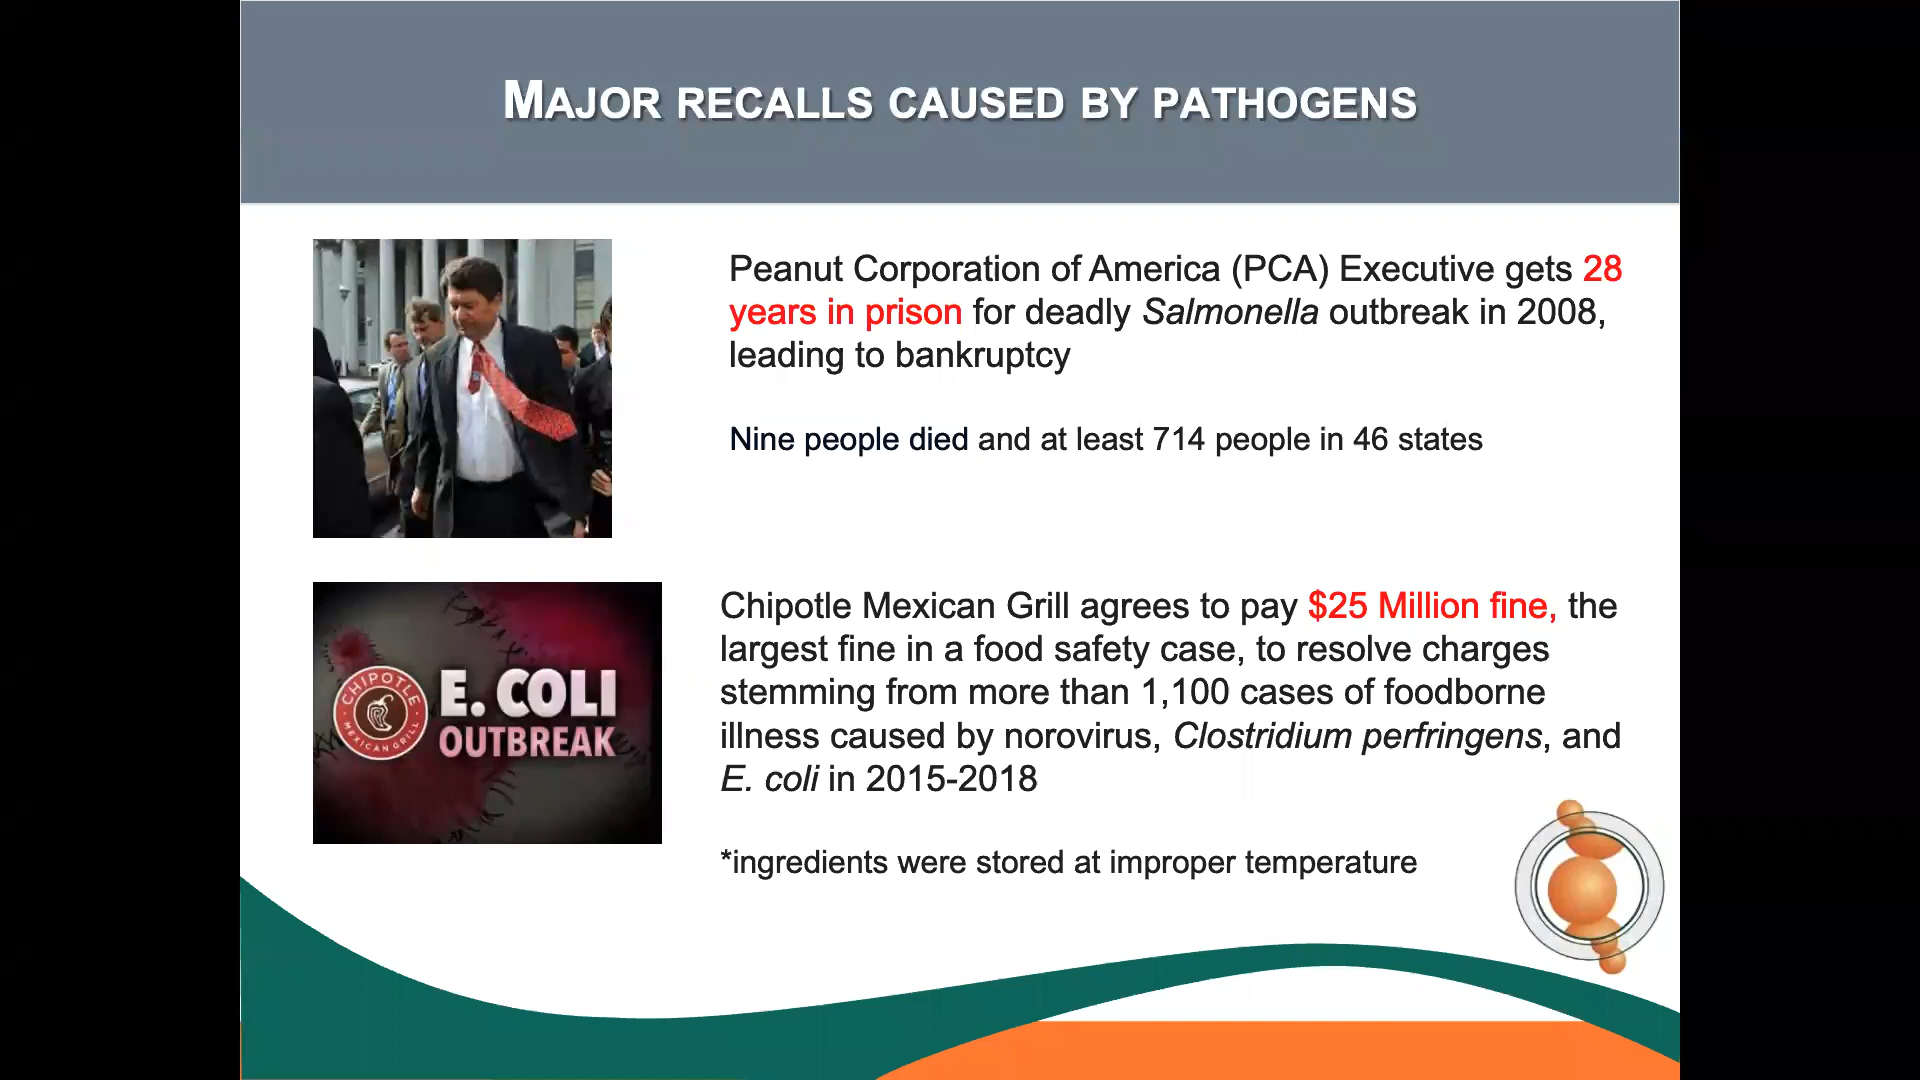 MAJOR RECALLS CAUSED BY PATHOGENS
Peanut Corporation of America (PCA) Executive gets 28
years in prison for deadly Salmonella outbreak in 2008,
leading to bankruptcy
Nine people died and at least 714 people in 46 states
CHIPOTLE
MEXICAN GRILL
E. COLI
OUTBREAK
Chipotle Mexican Grill agrees to pay $25 Million fine, the
largest fine in a food safety case, to resolve charges
stemming from more than 1,100 cases of foodborne
illness caused by norovirus, Clostridium perfringens, and
E. coli in 2015-2018
*ingredients were stored at improper temperature